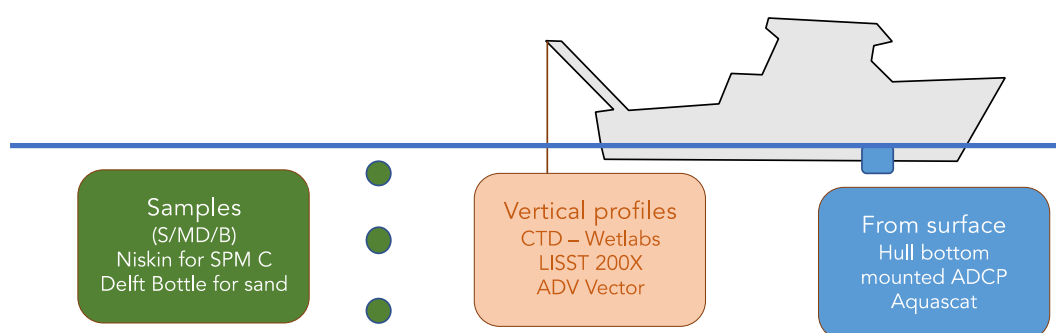 Samples
(S/MD/B)
Niskin for SPM C
Delft Bottle for sand
Vertical profiles
CTD – Wetlabs
LISST 200X
ADV Vector
From surface
Hull bottom
mounted ADCP
Aquascat